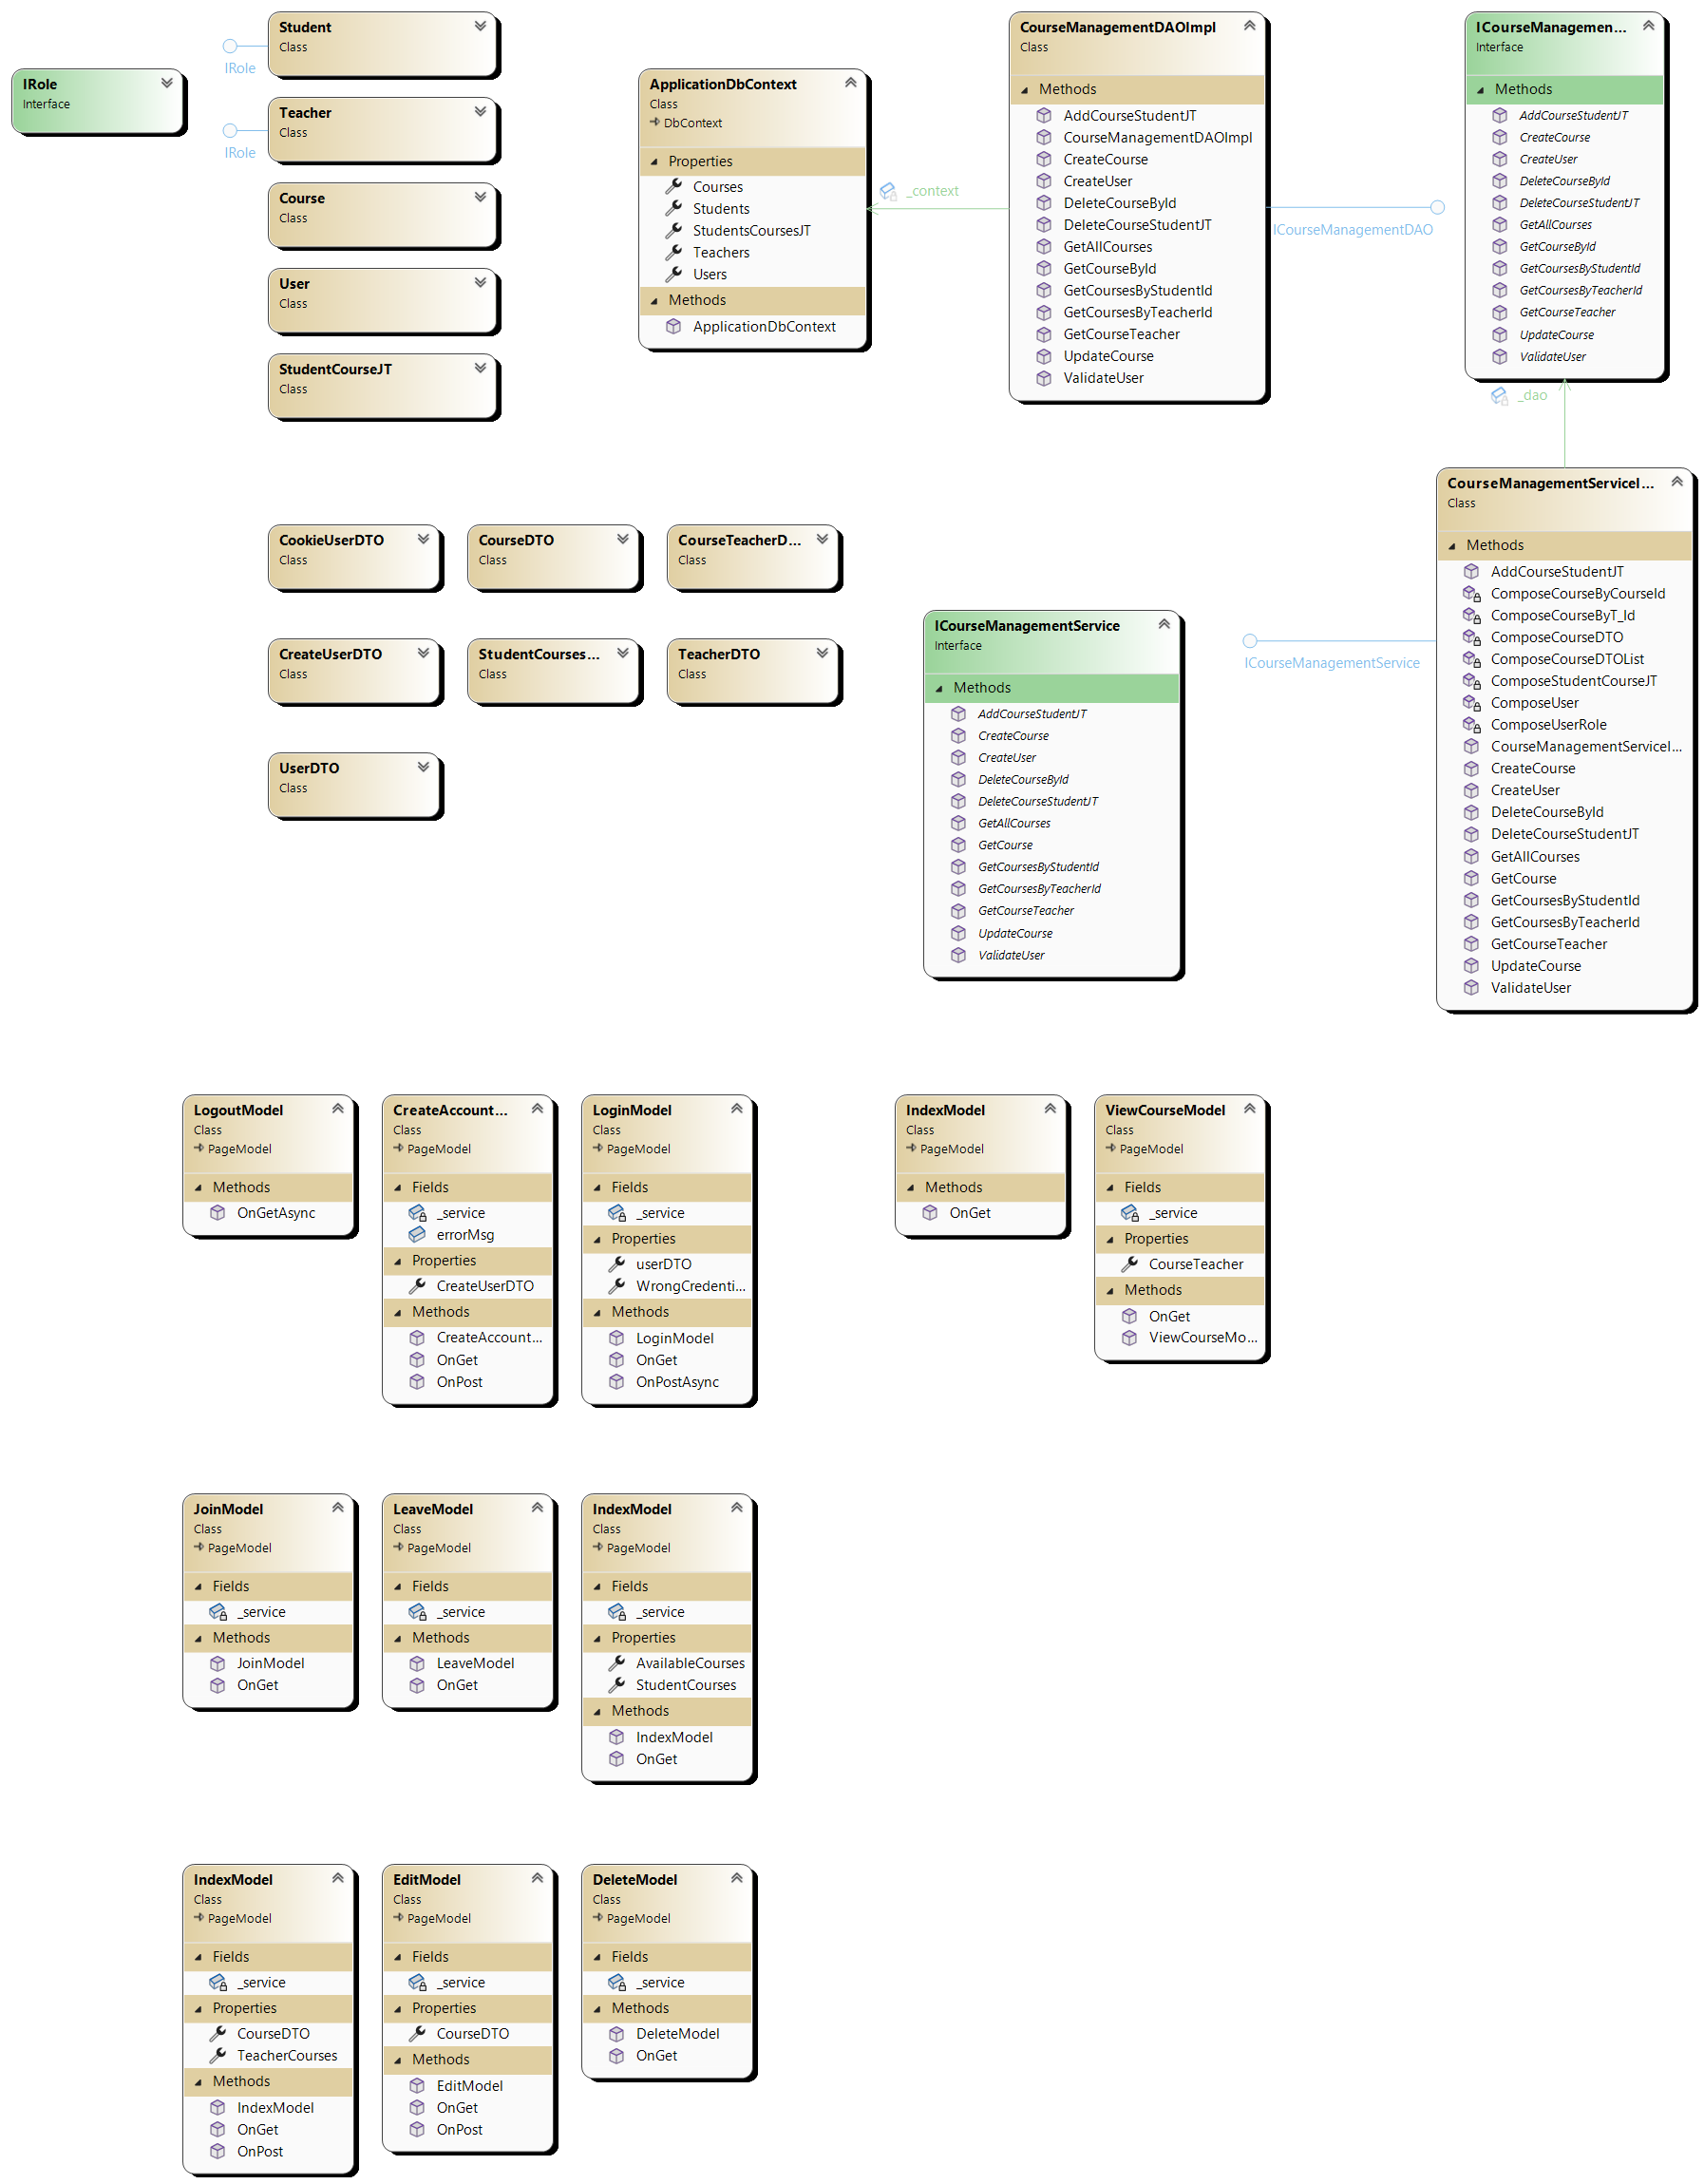 IRole
Interface
Student
Class
IRole
Teacher
Class
IRole
Course
Class
User
Class
StudentCourseJT
Class
ApplicationDbContext
Class
DbContext
Properties
Courses
Students
StudentsCoursesJT
Teachers
Users
Methods
ApplicationDbContext
_context
CourseManagementDAOImpl
Class
Methods
AddCourseStudentJT
CourseManagementDAOImpl
CreateCourse
CreateUser
DeleteCourseById
DeleteCourseStudentJT
GetAllCourses
GetCourseById
GetCoursesByStudentId
GetCoursesByTeacherId
GetCourseTeacher
UpdateCourse
ValidateUser
ICourseManagementDAO
ICourseManagemen...
Interface
Methods
AddCourseStudentJT
CreateCourse
CreateUser
DeleteCourseById
DeleteCourseStudentJT
GetAllCourses
GetCourseById
GetCoursesByStudentId
GetCoursesByTeacherId
GetCourseTeacher
UpdateCourse
ValidateUser
_dao
CookieUserDTO
Class
CourseDTO
Class
CourseTeacherD...
Class
CreateUserDTO
Class
StudentCourses...
Class
TeacherDTO
Class
UserDTO
Class
ICourseManagementService
Interface
Methods
AddCourseStudentJT
CreateCourse
CreateUser
DeleteCourseById
DeleteCourseStudentJT
GetAllCourses
GetCourse
GetCoursesByStudentId
GetCoursesByTeacherId
GetCourseTeacher
UpdateCourse
ValidateUser
ICourseManagementService
CourseManagementServiceI...
Class
Methods
AddCourseStudentJT
ComposeCourseByCourseId
ComposeCourseByT_Id
ComposeCourseDTO
ComposeCourseDTOList
ComposeStudentCourseJT
ComposeUser
ComposeUserRole
CourseManagementServiceI...
CreateCourse
CreateUser
DeleteCourseById
DeleteCourseStudentJT
GetAllCourses
GetCourse
GetCoursesByStudentId
GetCoursesByTeacherId
GetCourseTeacher
UpdateCourse
ValidateUser
LogoutModel
Class
PageModel
Methods
OnGetAsync
CreateAccount...
Class
PageModel
Fields
_service
errorMsg
Properties
CreateUserDTO
Methods
CreateAccount...
OnGet
OnPost
LoginModel
Class
PageModel
Fields
_service
Properties
userDTO
WrongCredenti...
Methods
LoginModel
OnGet
OnPostAsync
IndexModel
Class
PageModel
Methods
OnGet
ViewCourseModel
Class
PageModel
Fields
_service
Properties
CourseTeacher
Methods
OnGet
ViewCourseMo...
JoinModel
Class
PageModel
Fields
_service
Methods
JoinModel
OnGet
LeaveModel
Class
PageModel
Fields
_service
Methods
LeaveModel
OnGet
IndexModel
Class
PageModel
Fields
_service
Properties
AvailableCourses
StudentCourses
Methods
IndexModel
OnGet
IndexModel
Class
PageModel
Fields
_service
Properties
CourseDTO
TeacherCourses
Methods
IndexModel
OnGet
OnPost
EditModel
Class
PageModel
Fields
_service
Properties
CourseDTO
Methods
EditModel
OnGet
OnPost
DeleteModel
Class
PageModel
Fields
_service
Methods
DeleteModel
OnGet